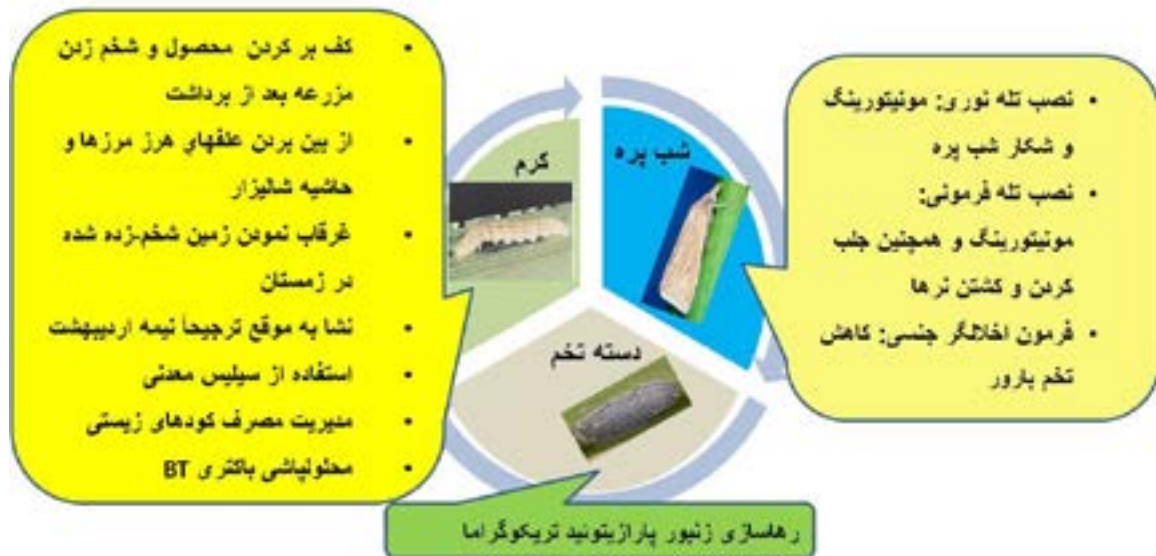 • نصب تله نوری: مونیتورینگ
و شکار شب پره
• نصب تله فرمونی:
مونیتورینگ و همچنین جلب
کردن و کشتن نرها
• فرمون اخلالگر جنسی: کاهش
تخم بارور
شب پره
کرم
دسته تخم
• کف بر کردن محصول و شخم زدن
مزرعه بعد از برداشت
• از بین بردن علفهاي هرز مرزها و
حاشیه شالیزار
• غرقاب نمودن زمین شخم-زده شده
در زمستان
• نشا به موقع ترجیحاً نیمه اردیبهشت
• استفاده از سیلیس معدنی
• مدیریت مصرف کودهای زیستی
• محلولپاشی باکتری BT
رهاسازی زنبور پارازیتوئید تریکوگراما